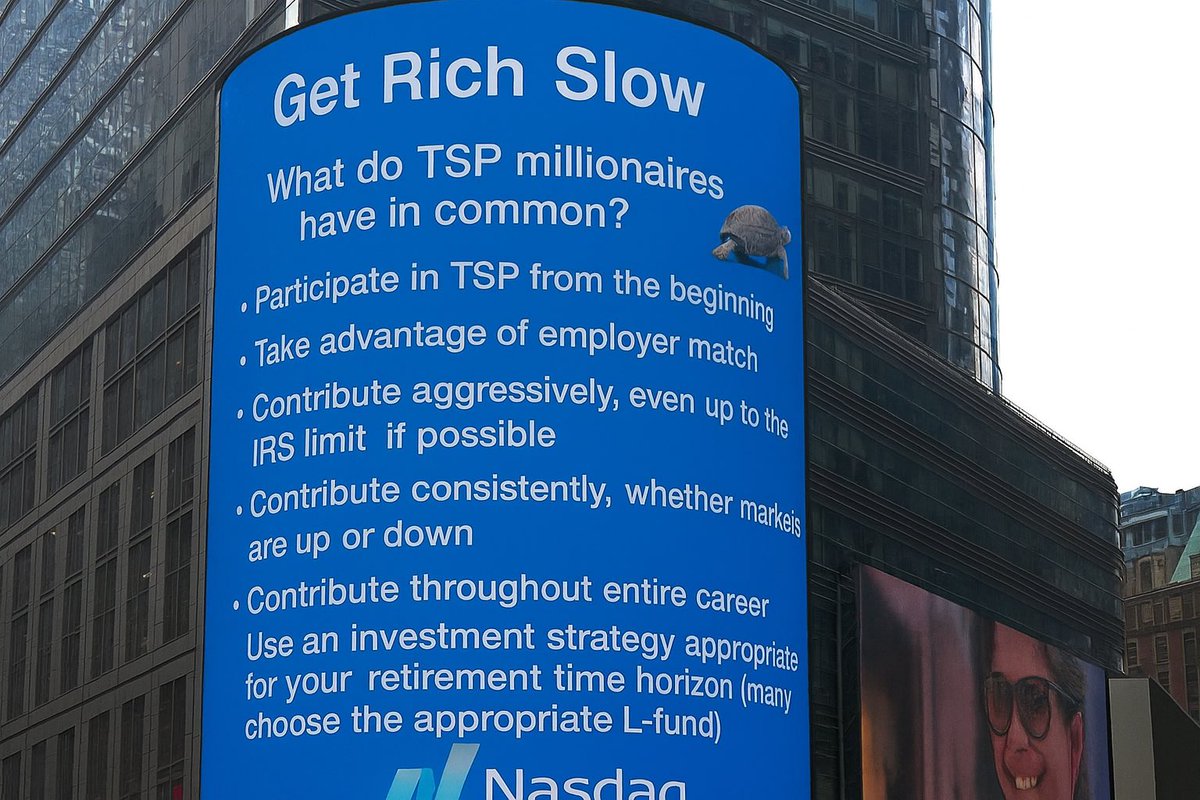 Get Rich Slow
What do TSP millionaires
have in common?
• Participate in TSP from the beginning
• Take advantage of employer match
• Contribute aggressively, even up to the
IRS limit if possible
• Contribute consistently, whether markeis
are up or down
• Contribute throughout entire career
Use an investment strategy appropriate
for your retirement time horizon (many
choose the appropriate L-fund)
Nasdaq